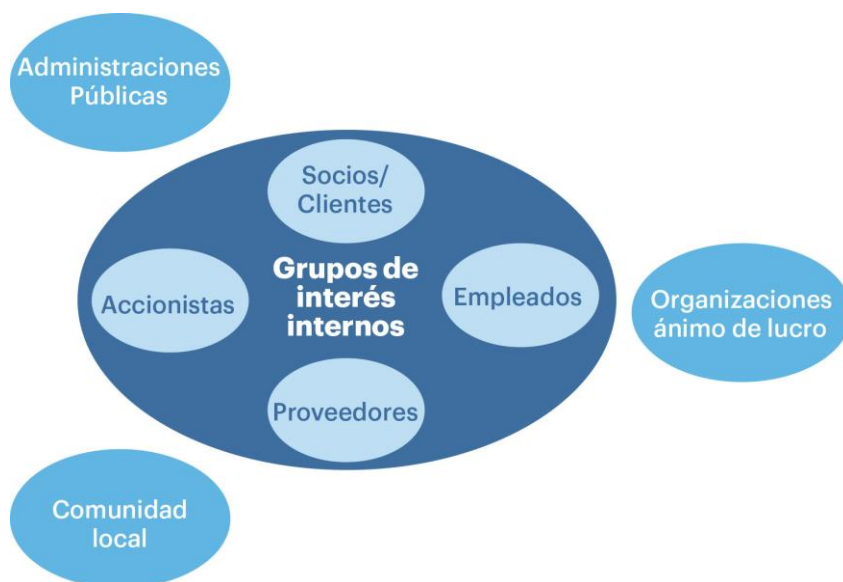 Administraciones
Públicas
Socios/
Clientes
Grupos de
interés
internos
Accionistas
Empleados
Organizaciones
ánimo de lucro
Proveedores
Comunidad
local